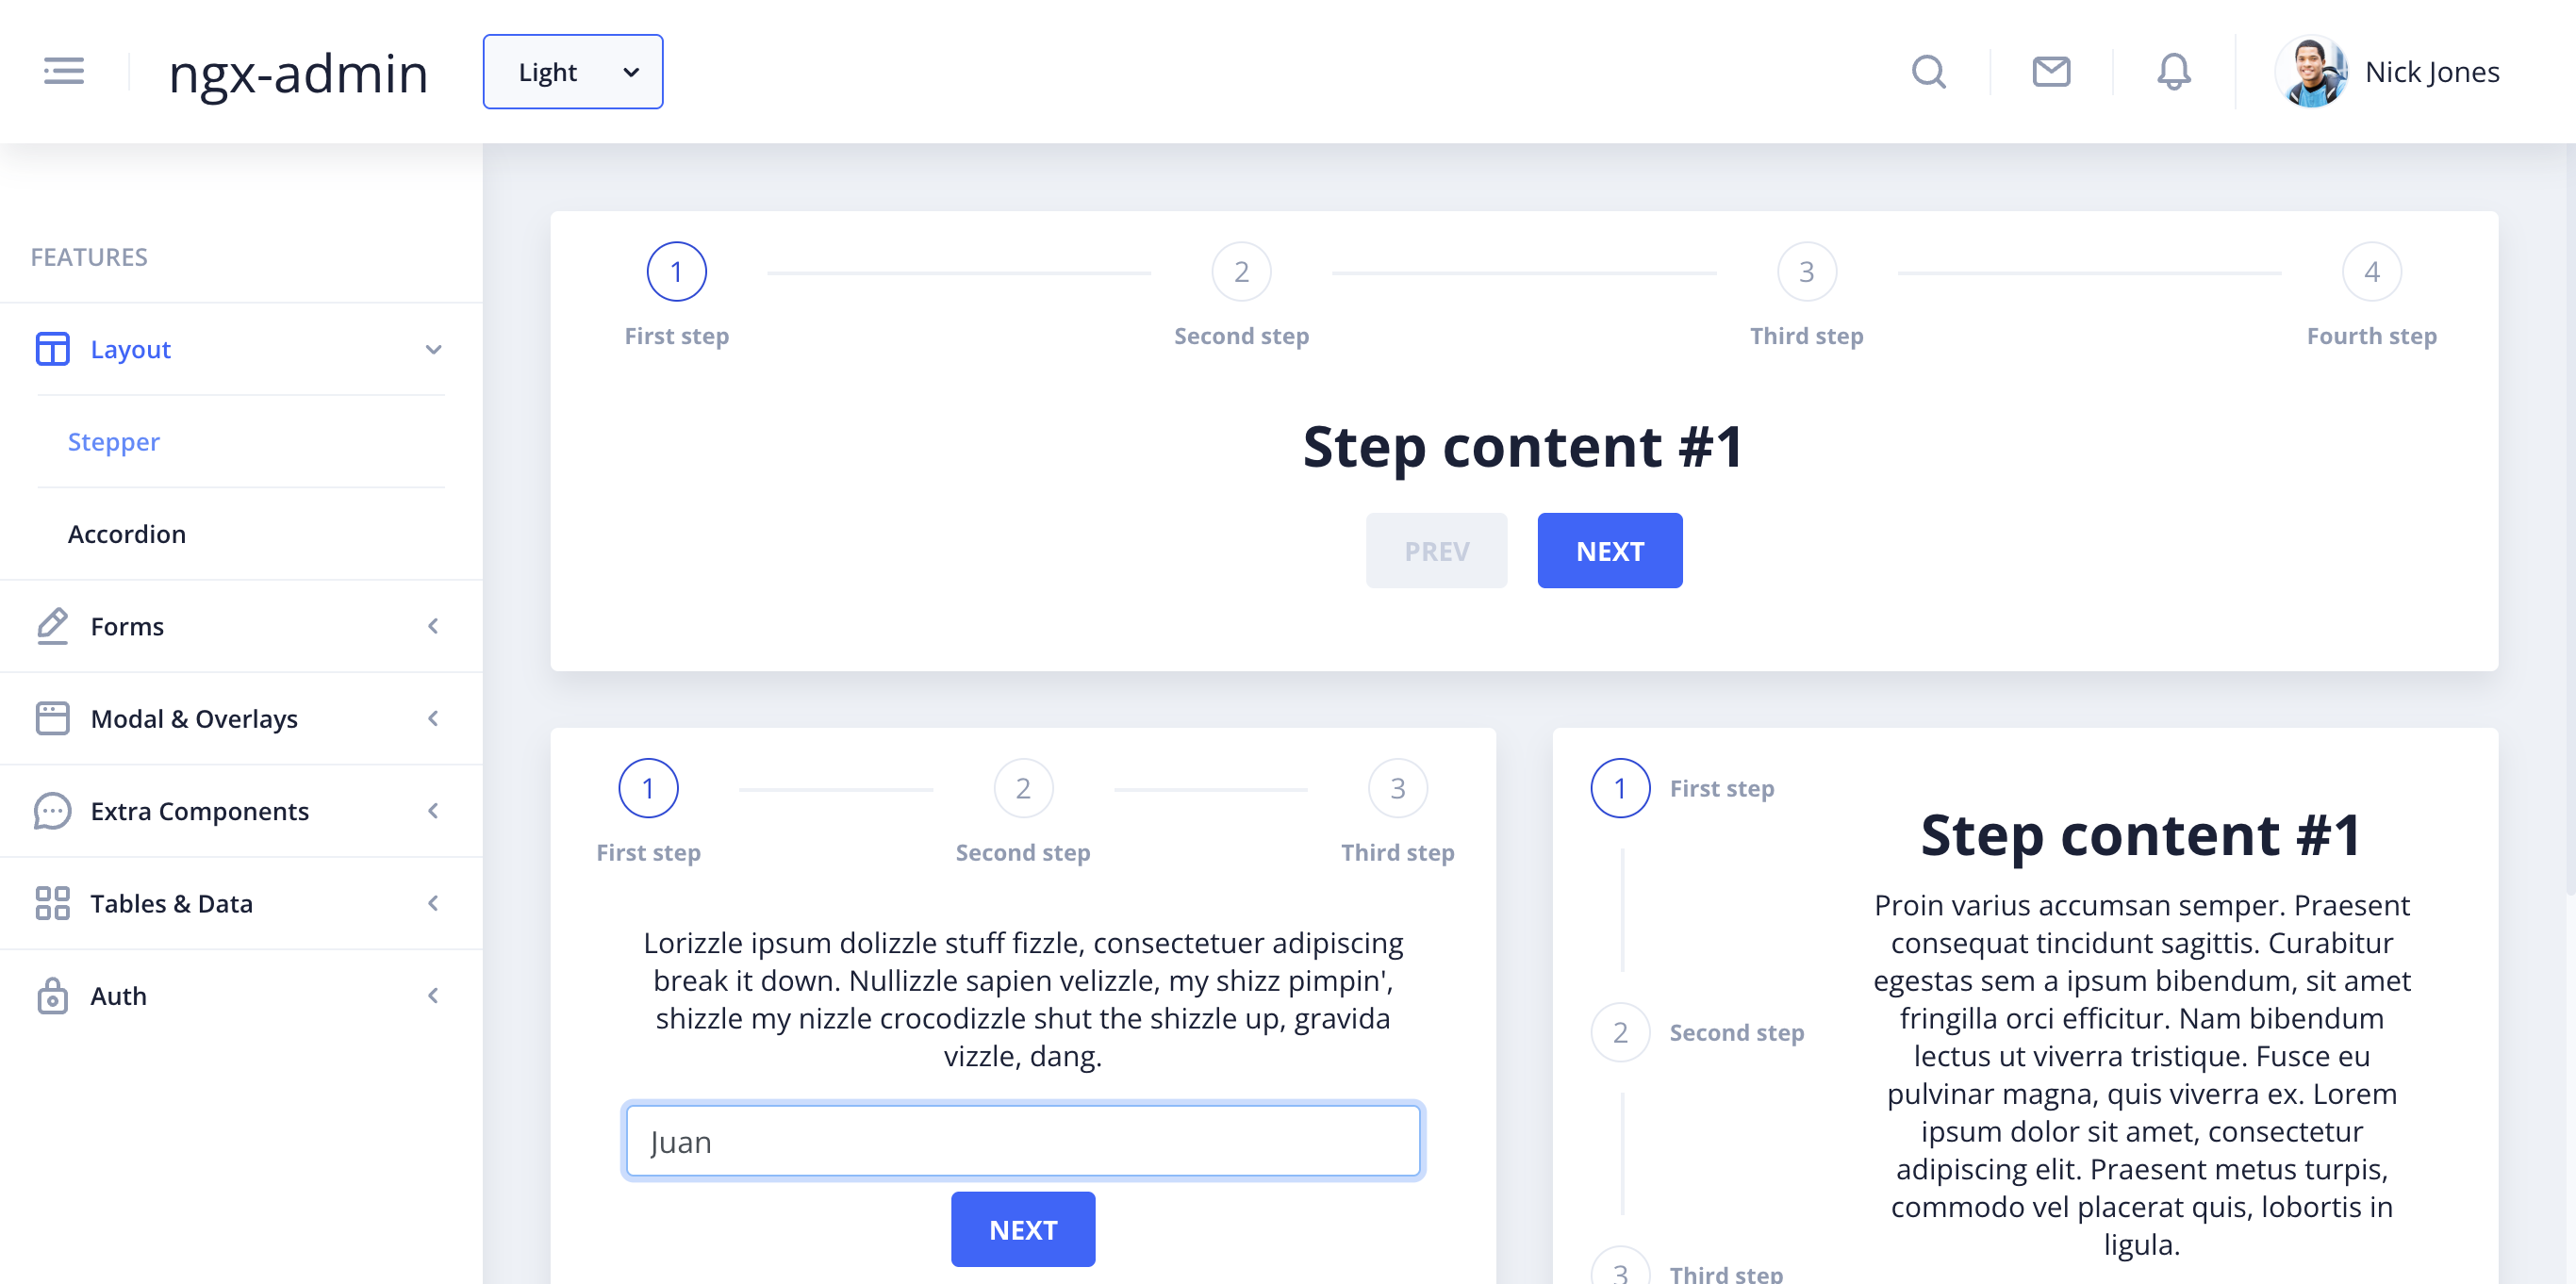 ngx-admin
Light
Nick Jones
FEATURES
Layout
Stepper
Accordion
Forms
Modal & Overlays
Extra Components
Tables & Data
Auth
1
2
3
4
First step
Second step
Third step
Fourth step
Step content #1
PREV
NEXT
1
2
3
First step
Second step
Third step
Lorizzle ipsum dolizzle stuff fizzle, consectetuer adipiscing
break it down. Nullizzle sapien velizzle, my shizz pimpin',
shizzle my nizzle crocodizzle shut the shizzle up, gravida
vizzle, dang.
Juan
NEXT
1 First step
2 Second step
3 Third step
Step content #1
Proin varius accumsan semper. Praesent
consequat tincidunt sagittis. Curabitur
egestas sem a ipsum bibendum, sit amet
fringilla orci efficitur. Nam bibendum
lectus ut viverra tristique. Fusce eu
pulvinar magna, quis viverra ex. Lorem
ipsum dolor sit amet, consectetur
adipiscing elit. Praesent metus turpis,
commodo vel placerat quis, lobortis in
ligula.